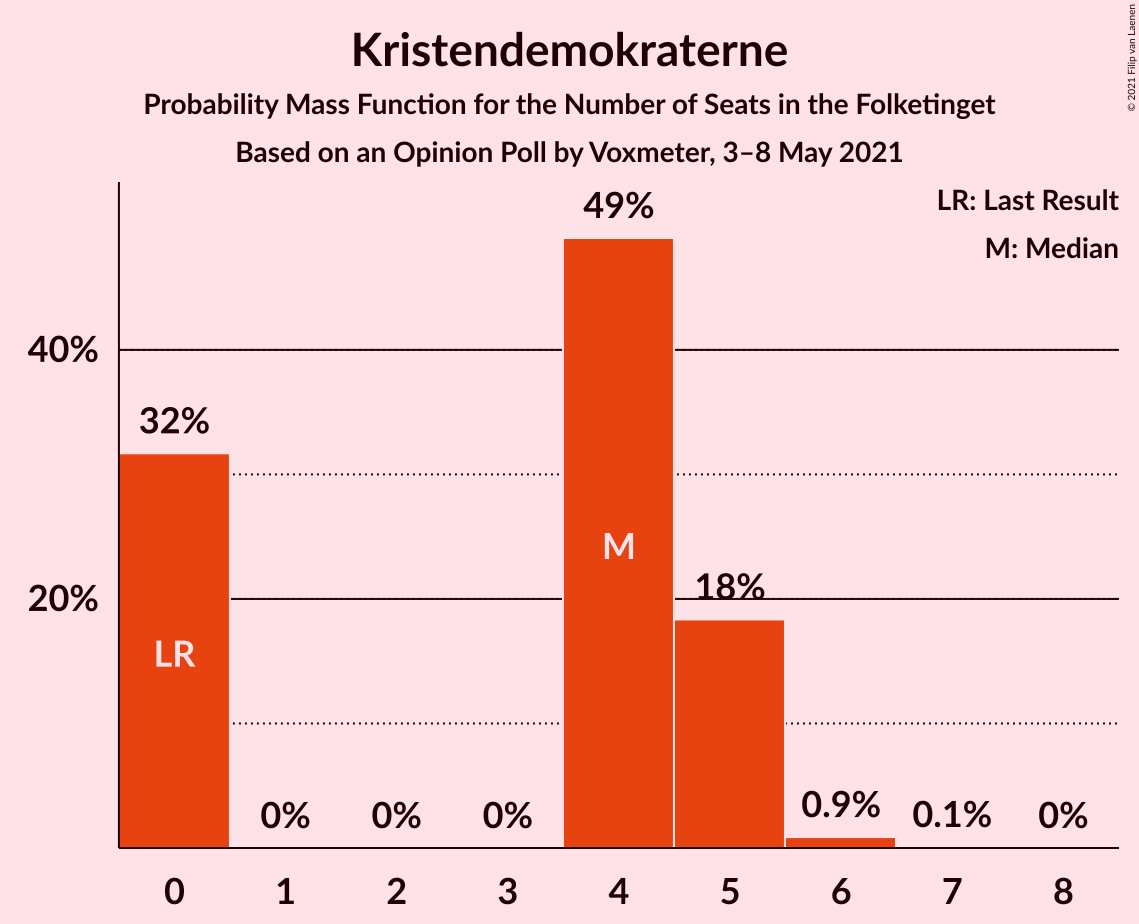 Kristendemokraterne
Probability Mass Function for the Number of Seats in the Folketinget
Based on an Opinion Poll by Voxmeter, 3–8 May 2021
© 2021 Filip van Laenen
LR: Last Result
M: Median
49%
40%
32%
M
18%
20%
LR
0%
0%
0%
0.9%
0.1%
0%
0
1
2
3
4
5
6
7
8